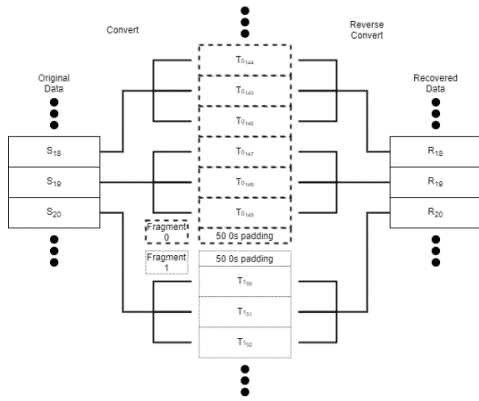 Convert
Reverse
Convert
Original
Data
Recovered
Data
T0144
T0145
T0146
S18
R18
T0147
S19
T0148
R19
S20
T0149
R20
Fragment
0
50 0s padding
Fragment
1
50 0s padding
T150
T151
T152